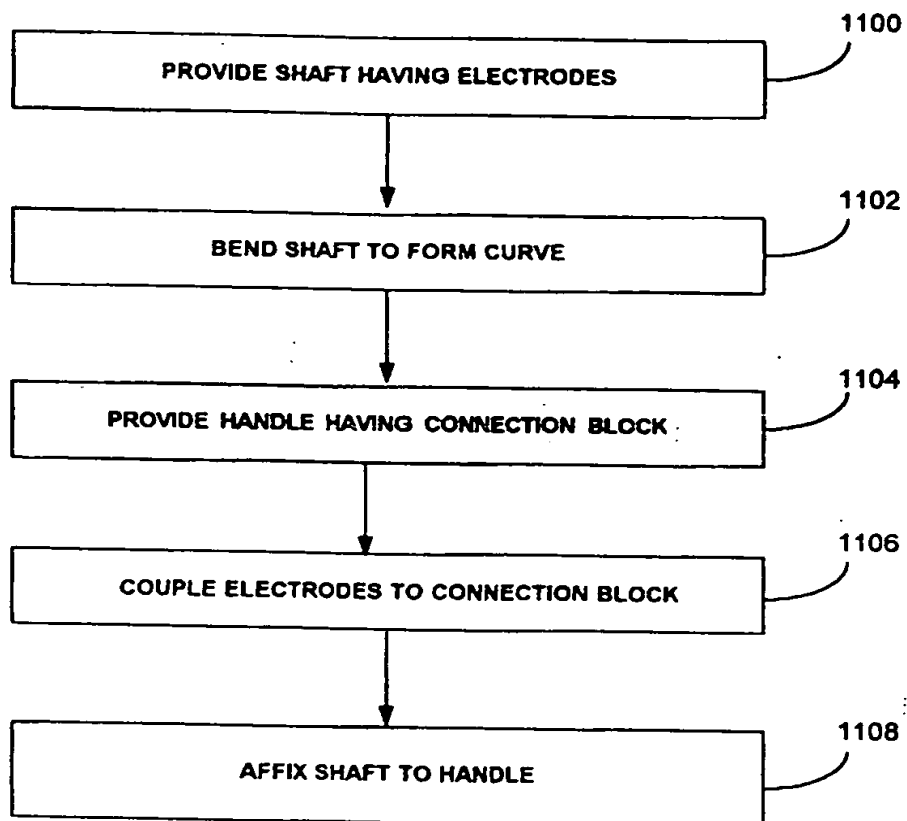 1100
PROVIDE SHAFT HAVING ELECTRODES
1102
BEND SHAFT TO FORM CURVE
1104
PROVIDE HANDLE HAVING CONNECTION BLOCK
1106
COUPLE ELECTRODES TO CONNECTION BLOCK
1108
AFFIX SHAFT TO HANDLE